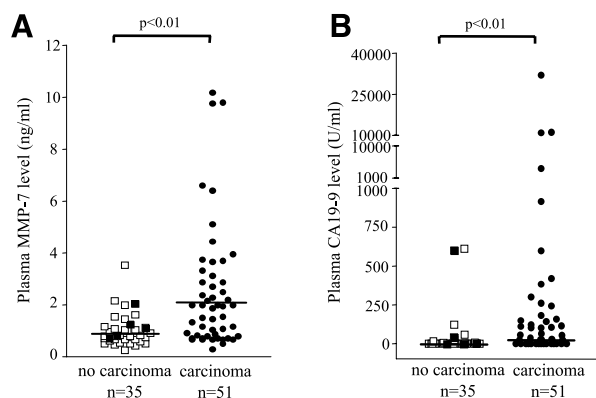 A
p<0.01
Plasma MMP-7 level (ng/ml)
12
10
8
6
4
2
0
no carcinoma
carcinoma
n=35
n=51
B
p<0.01
Plasma CA19-9 level (U/ml)
40000
25000
10000
10000
1000
1000
750
500
250
0
no carcinoma
carcinoma
n=35
n=51